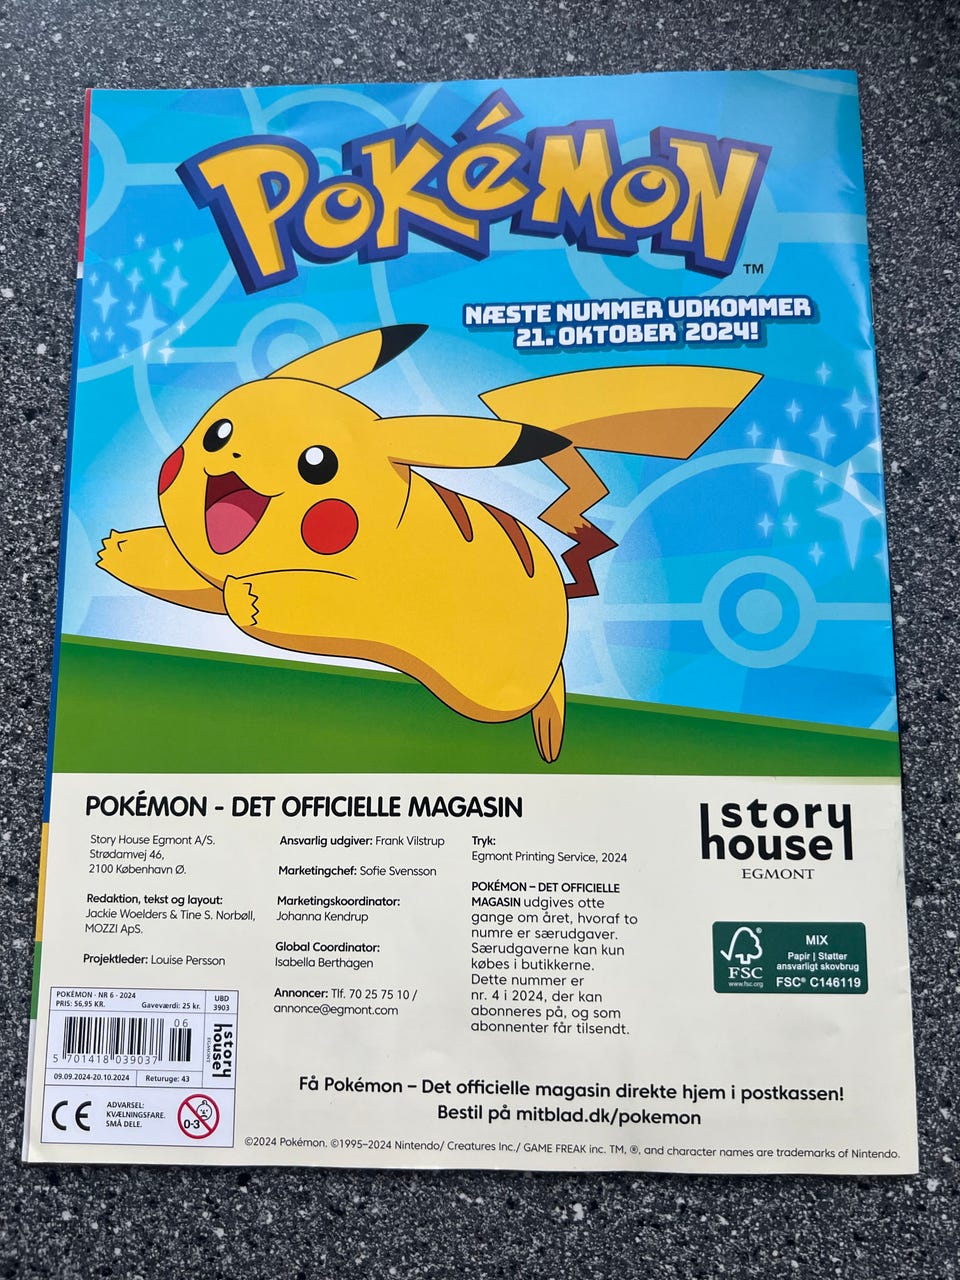 POKÉMON
TM
NÆSTE NUMMER UDKOMMER
21. OKTOBER 2024!
POKÉMON - DET OFFICIELLE MAGASIN
Story House Egmont A/S.
Strødamvej 46,
2100 København Ø.
Redaktion, tekst og layout:
Jackie Woelders & Tine S. Norbøll,
MOZZI ApS.
Projektleder: Louise Persson
Ansvarlig udgiver: Frank Vilstrup
Marketingchef: Sofie Svensson
Marketingskoordinator:
Johanna Kendrup
Global Coordinator:
Isabella Berthagen
Annoncer: Tlf. 70 25 75 10 /
annonce@egmont.com
Tryk:
Egmont Printing Service, 2024
POKÉMON – DET OFFICIELLE
MAGASIN udgives otte
gange om året, hvoraf to
numre er særudgaver.
Særudgaverne kan kun
købes i butikkerne.
Dette nummer er
nr. 4 i 2024, der kan
abonneres på, og som
abonnenter får tilsendt.
story
house
EGMONT
FSC
www.fsc.org
MIX
Papir | Støtter
ansvarligt skovbrug
FSC® C146119
POKÉMON - NR 6 - 2024
PRIS: 56,95 KR.
Gaveværdi: 25 kr.
UBD
3903
06
5 701418 039037
story
house
EGMONT
09.09.2024-20.10.2024
Returuge: 43
CE
ADVARSEL:
KVÆLNINGSFARE.
SMÅ DELE.
0-3
Få Pokémon – Det officielle magasin direkte hjem i postkassen!
Bestil på mitblad.dk/pokemon
©2024 Pokémon. ©1995–2024 Nintendo/ Creatures Inc./ GAME FREAK inc. TM, ®, and character names are trademarks of Nintendo.